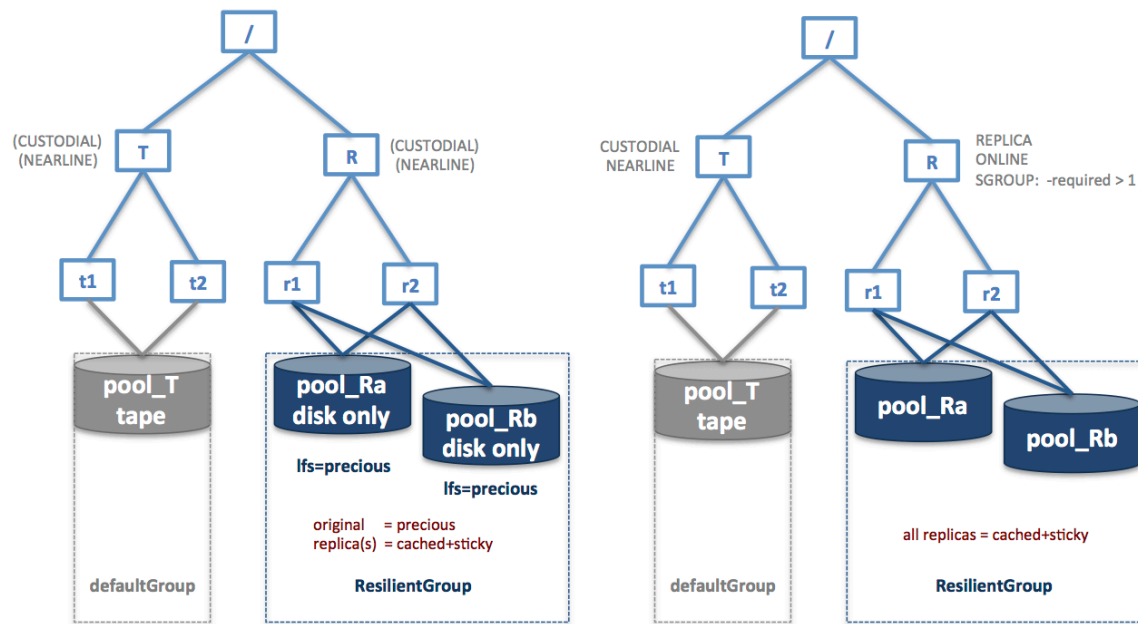 /
(CUSTODIAL)
(NEARLINE)
T
R
(CUSTODIAL)
(NEARLINE)
t1
t2
r1
r2
pool_T
tape
pool_Ra
disk only
pool_Rb
disk only
lfs=precious
lfs=precious
original = precious
replica(s) = cached+sticky
defaultGroup
ResilientGroup
/
CUSTODIAL
NEARLINE
T
R
REPLICA
ONLINE
SGROUP: -required > 1
t1
t2
r1
r2
pool_T
tape
pool_Ra
pool_Rb
all replicas = cached+sticky
defaultGroup
ResilientGroup